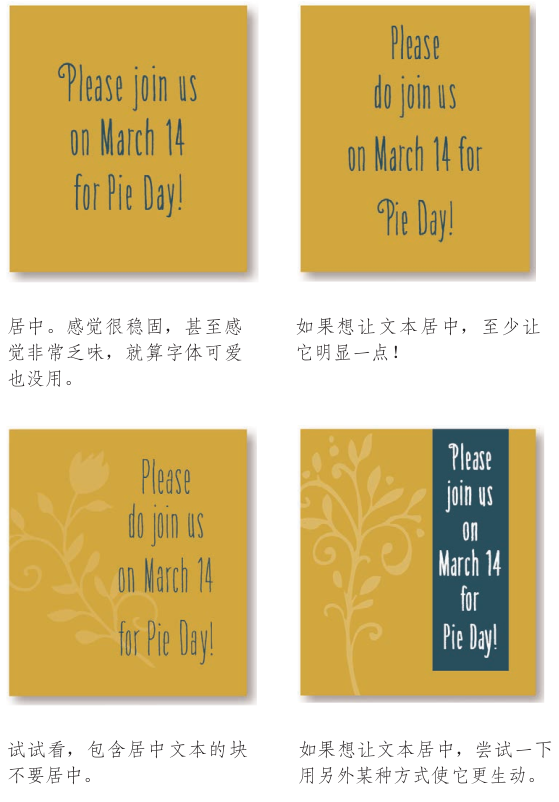 Please join us
on March 14
for Pie Day!
Please
do join us
on March 14 for
Pie Day!
居中。感觉很稳固，甚至感
觉非常乏味，就算字体可爱
也没用。
如果想让文本居中，至少让
它明显一点！
Please
do join us
on March 14
for Pie Day!
Please
join us
on
March 14
for
Pie Day!
试试看，包含居中文本的块
不要居中。
如果想让文本居中，尝试一下
用另外某种方式使它更生动。